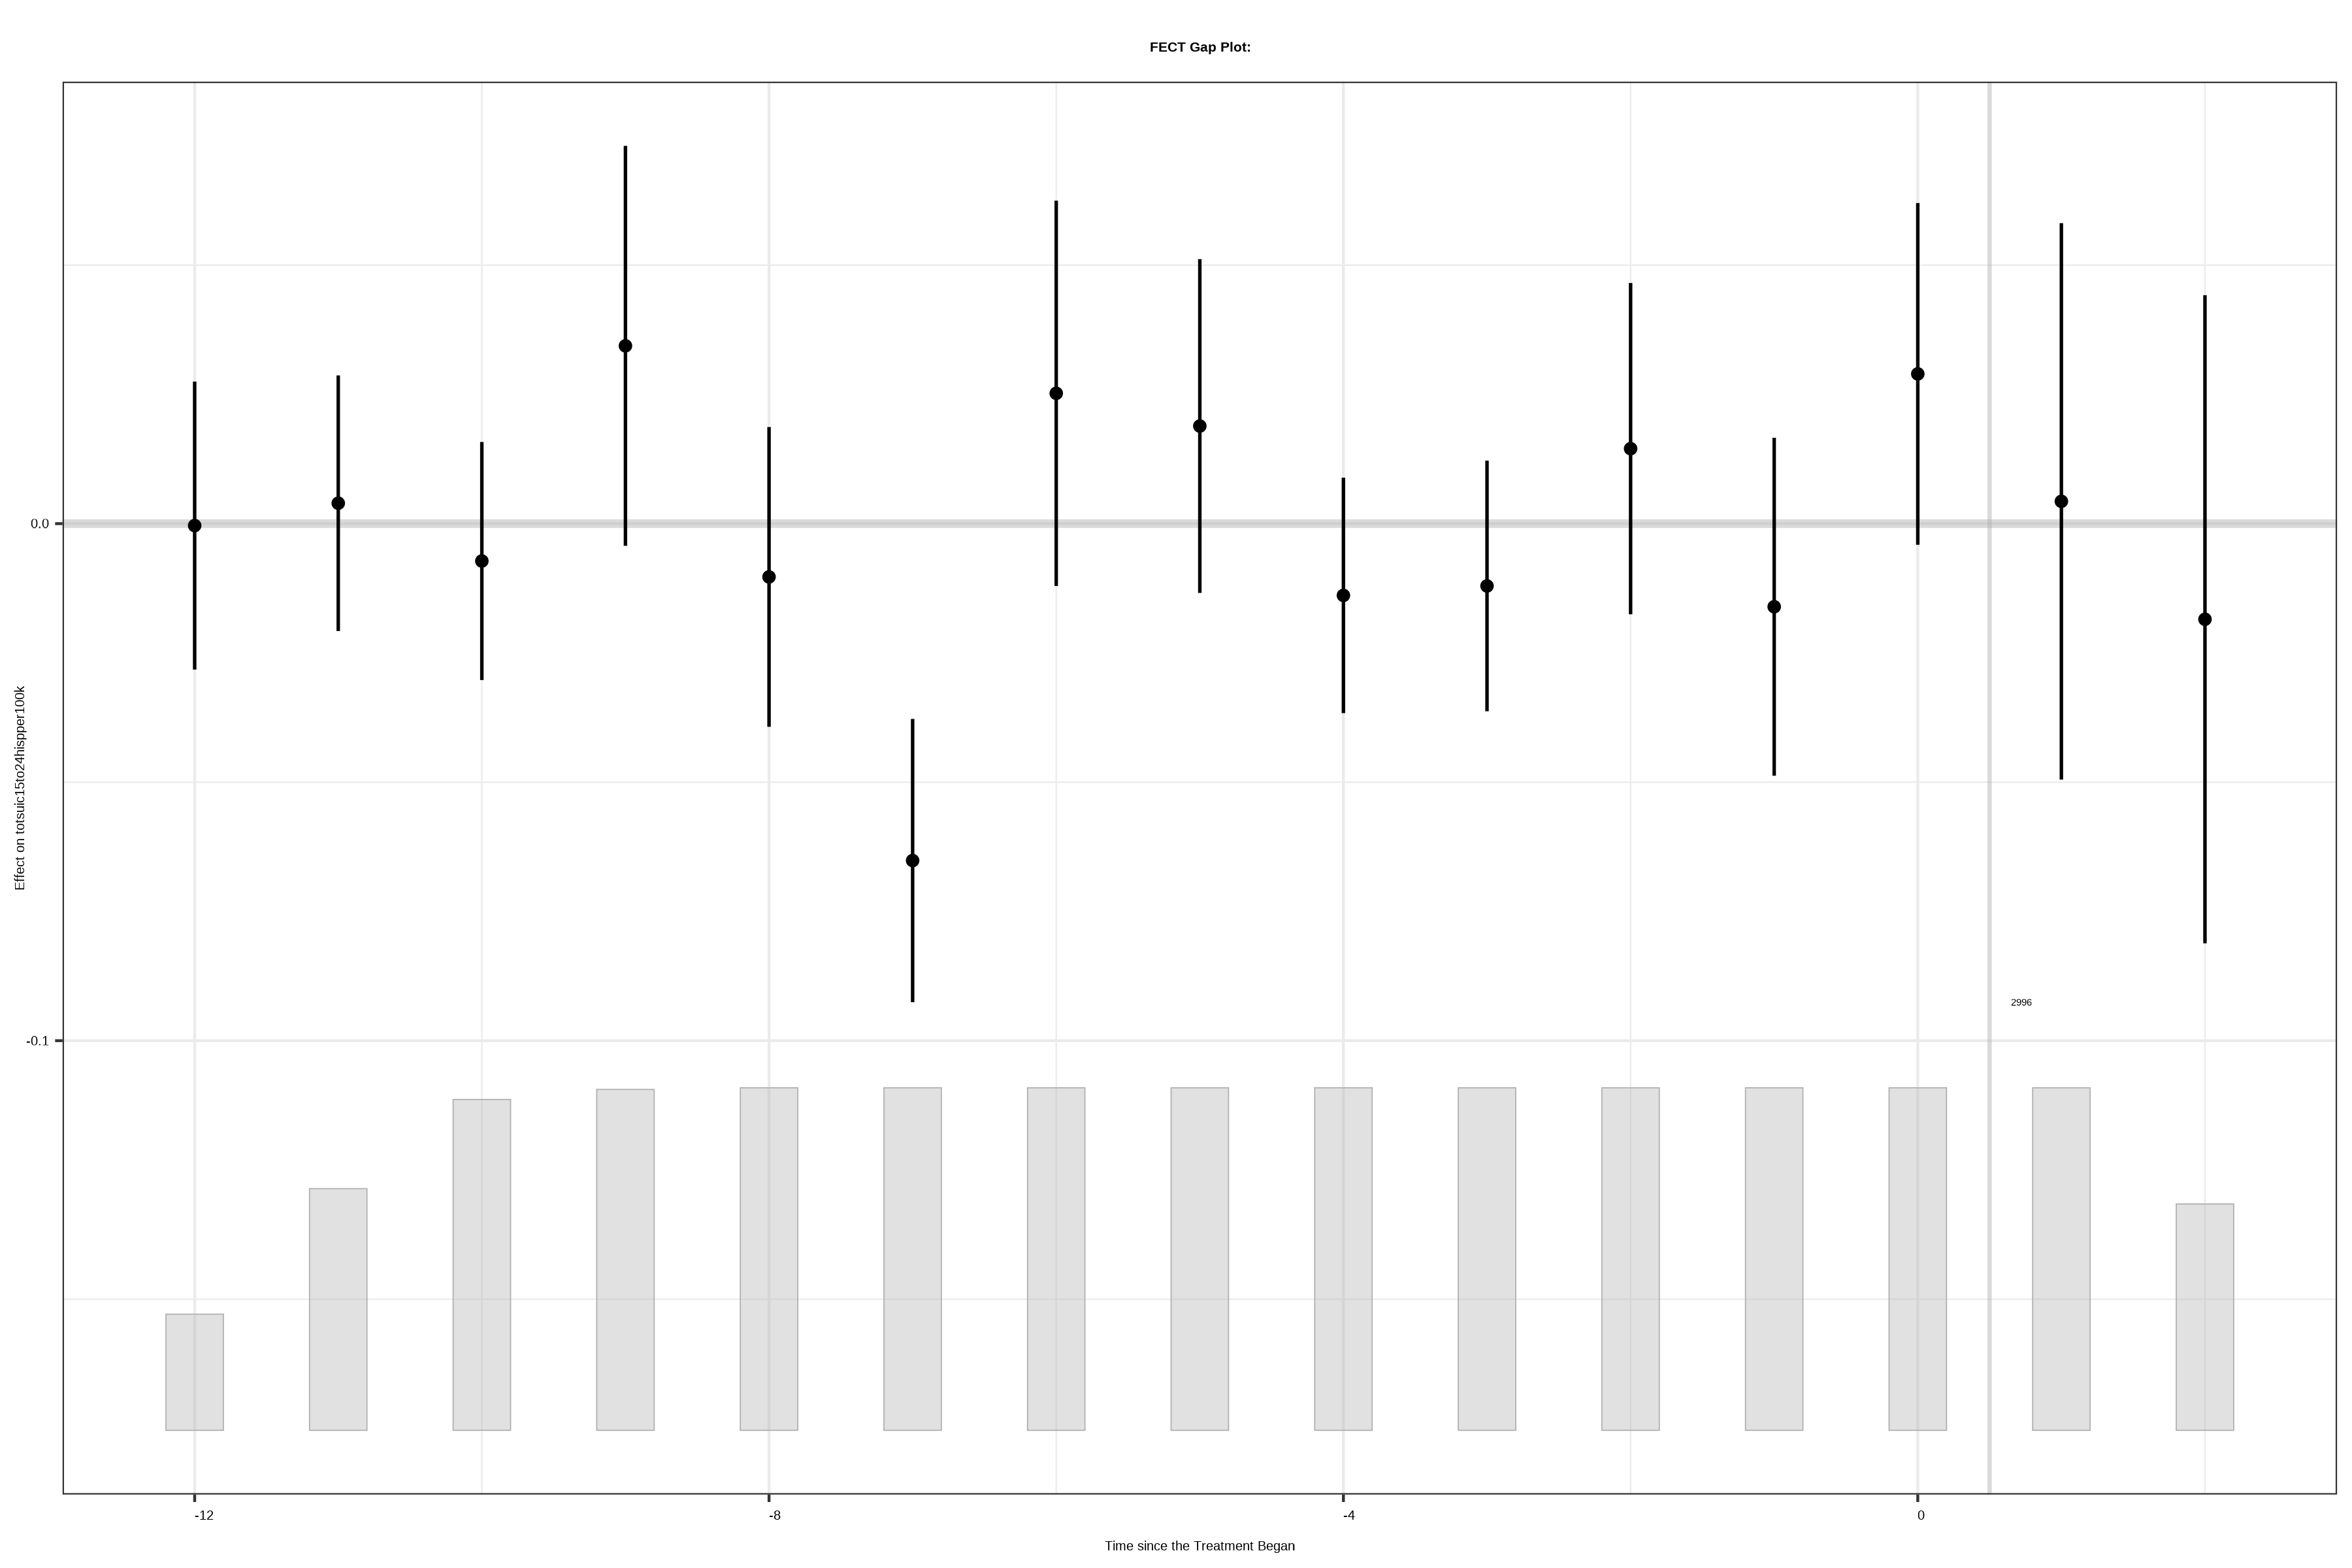 FECT Gap Plot:
Effect on totsuic15to24hispper100k
0.0
-0.1
2996
-12
-8
-4
0
Time since the Treatment Began